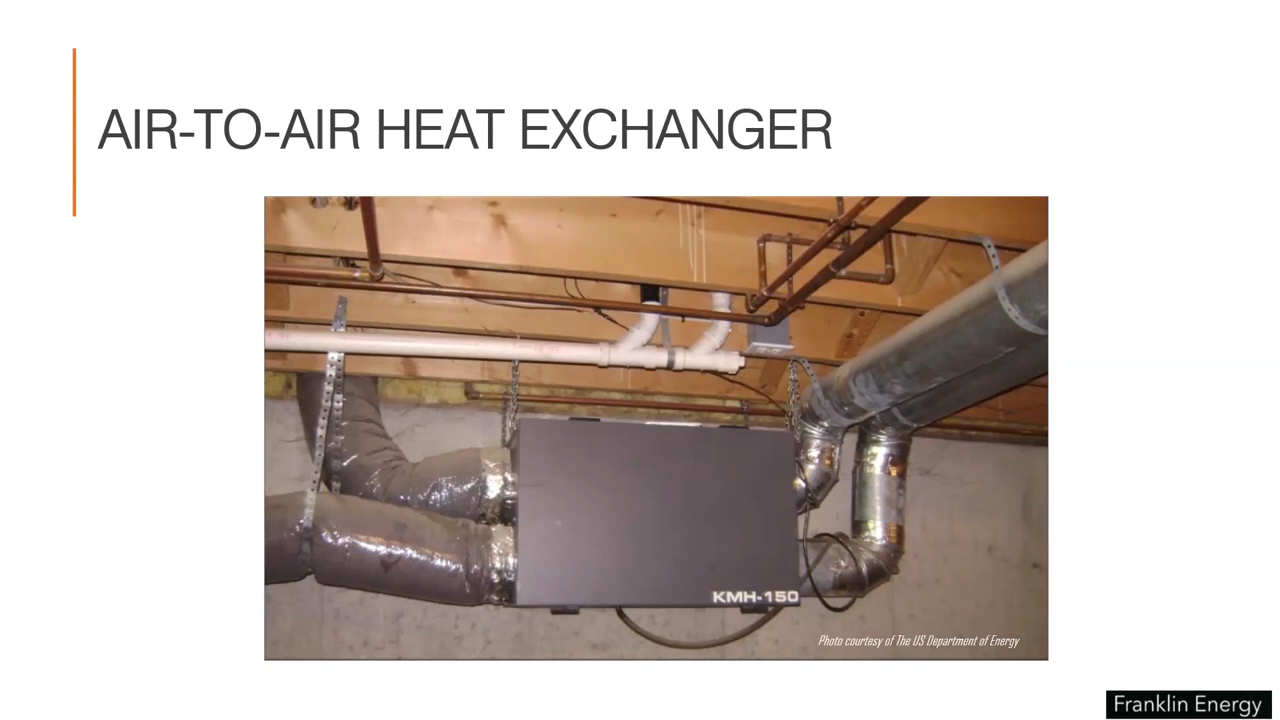 AIR-TO-AIR HEAT EXCHANGER
KMH-150
Photo courtesy of The US Department of Energy
Franklin Energy